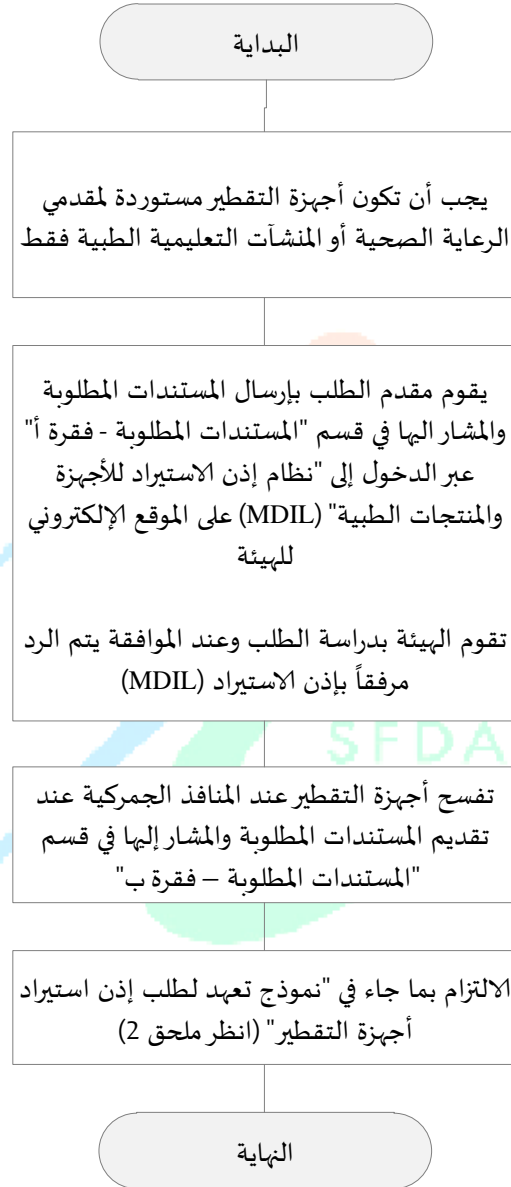 البداية
يجب أن تكون أجهزة التقطير مستوردة لمقدمي
الرعاية الصحية أو المنشآت التعليمية الطبية فقط
يقوم مقدم الطلب بإرسال المستندات المطلوبة
والمشار اليها في قسم "المستندات المطلوبة - فقرة أ"
عبر الدخول إلى "نظام إذن الاستيراد للأجهزة
والمنتجات الطبية" (MDIL) على الموقع الإلكتروني
للهيئة
تقوم الهيئة بدراسة الطلب وعند الموافقة يتم الرد
مرفقاً بإذن الاستيراد (MDIL)
SFDA
تفسح أجهزة التقطير عند المنافذ الجمركية عند
تقديم المستندات المطلوبة والمشار إليها في قسم
"المستندات المطلوبة – فقرة ب"
الالتزام بما جاء في "نموذج تعهد لطلب إذن استيراد
أجهزة التقطير" (انظر ملحق 2)
النهاية